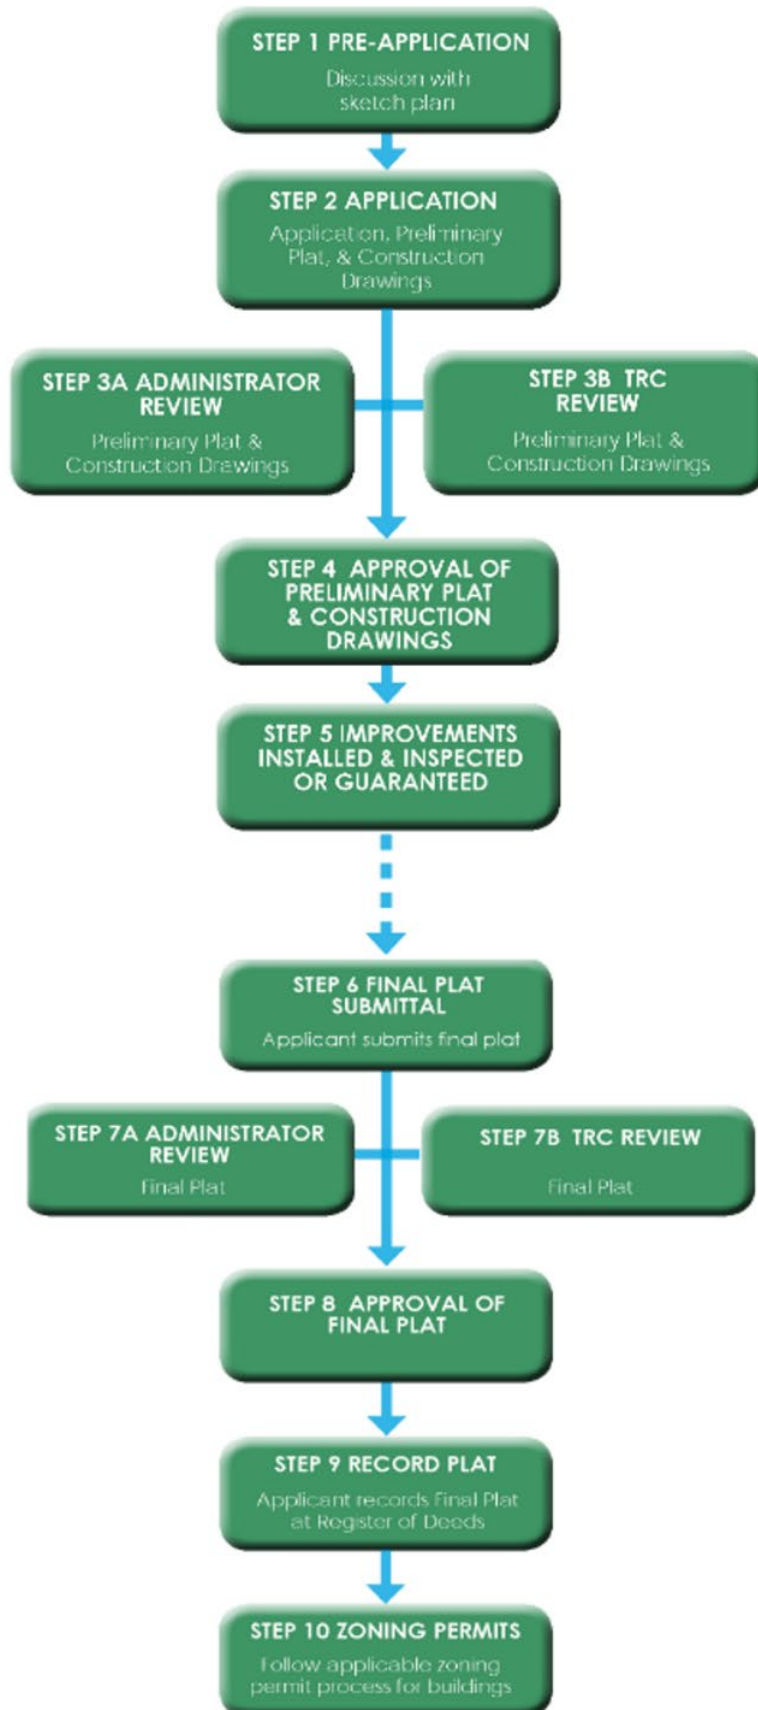 STEP 1 PRE-APPLICATION
Discussion with
sketch plan
STEP 2 APPLICATION
Application, Preliminary
Plat, & Construction
Drawings
STEP 3A ADMINISTRATOR
REVIEW
Preliminary Plat &
Construction Drawings
STEP 3B TRC
REVIEW
Preliminary Plat &
Construction Drawings
STEP 4 APPROVAL OF
PRELIMINARY PLAT
& CONSTRUCTION
DRAWINGS
STEP 5 IMPROVEMENTS
INSTALLED & INSPECTED
OR GUARANTEED
STEP 6 FINAL PLAT
SUBMITTAL
Applicant submits final plat
STEP 7A ADMINISTRATOR
REVIEW
Final Plat
STEP 7B TRC REVIEW
Final Plat
STEP 8 APPROVAL OF
FINAL PLAT
STEP 9 RECORD PLAT
Applicant records Final Plat
at Register of Deeds
STEP 10 ZONING PERMITS
Follow applicable zoning
permit process for buildings